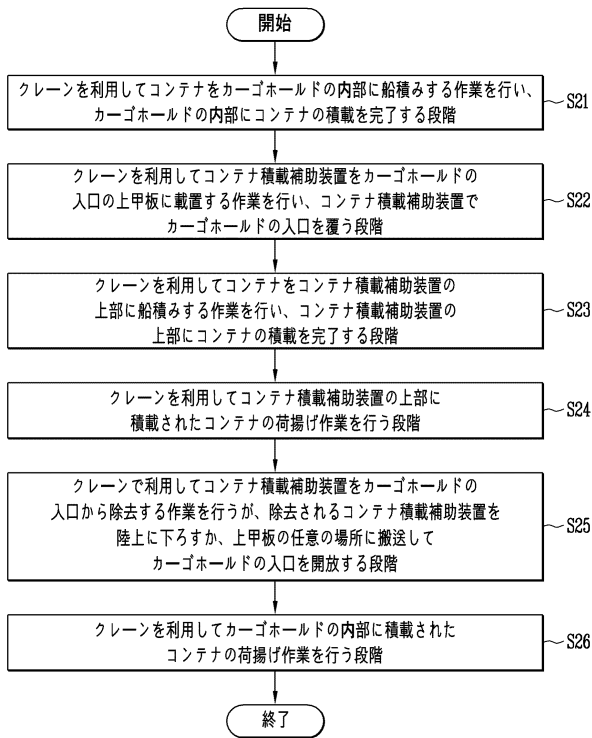 開始
クレーンを利用してコンテナをカーゴホールドの内部に船積みする作業を行い、
カーゴホールドの内部にコンテナの積載を完了する段階
S21
クレーンを利用してコンテナ積載補助装置をカーゴホールドの
入口の上甲板に載置する作業を行い、コンテナ積載補助装置で
カーゴホールドの入口を覆う段階
S22
クレーンを利用してコンテナをコンテナ積載補助装置の
上部に船積みする作業を行い、コンテナ積載補助装置の
上部にコンテナの積載を完了する段階
S23
クレーンを利用してコンテナ積載補助装置の上部に
積載されたコンテナの荷揚げ作業を行う段階
S24
クレーンで利用してコンテナ積載補助装置をカーゴホールドの
入口から除去する作業を行うが、除去されるコンテナ積載補助装置を
陸上に下ろすか、上甲板の任意の場所に搬送して
カーゴホールドの入口を開放する段階
S25
クレーンを利用してカーゴホールドの内部に積載された
コンテナの荷揚げ作業を行う段階
S26
終了